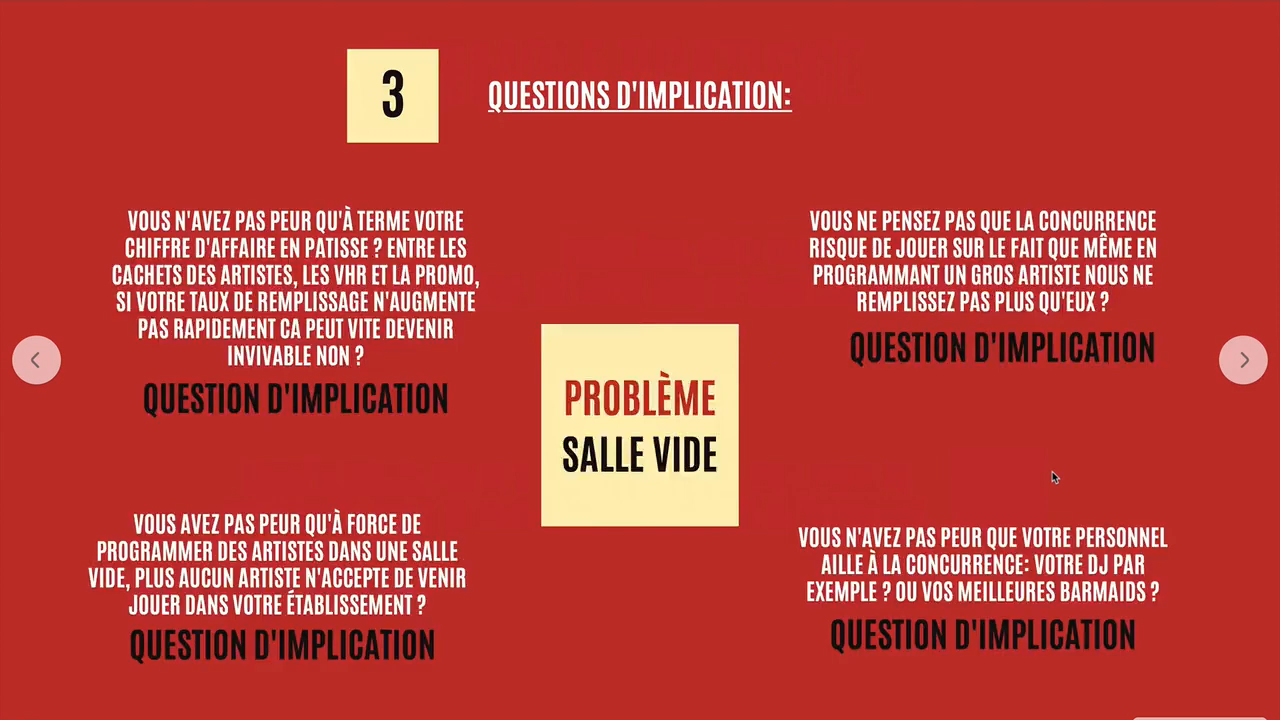 3
QUESTIONS D'IMPLICATION:
VOUS N'AVEZ PAS PEUR QU'À TERME VOTRE
CHIFFRE D'AFFAIRE EN PATISSE ? ENTRE LES
CACHETS DES ARTISTES, LES VHR ET LA PROMO,
SI VOTRE TAUX DE REMPLISSAGE N'AUGMENTE
PAS RAPIDEMENT CA PEUT VITE DEVENIR
INVIVABLE NON ?
QUESTION D'IMPLICATION
VOUS NE PENSEZ PAS QUE LA CONCURRENCE
RISQUE DE JOUER SUR LE FAIT QUE MÊME EN
PROGRAMMANT UN GROS ARTISTE NOUS NE
REMPLISSEZ PAS PLUS QU'EUX ?
QUESTION D'IMPLICATION
PROBLÈME
SALLE VIDE
VOUS AVEZ PAS PEUR QU'À FORCE DE
PROGRAMMER DES ARTISTES DANS UNE SALLE
VIDE, PLUS AUCUN ARTISTE N'ACCEPTE DE VENIR
JOUER DANS VOTRE ÉTABLISSEMENT ?
QUESTION D'IMPLICATION
VOUS N'AVEZ PAS PEUR QUE VOTRE PERSONNEL
AILLE À LA CONCURRENCE: VOTRE DJ PAR
EXEMPLE ? OU VOS MEILLEURES BARMAIDS ?
QUESTION D'IMPLICATION